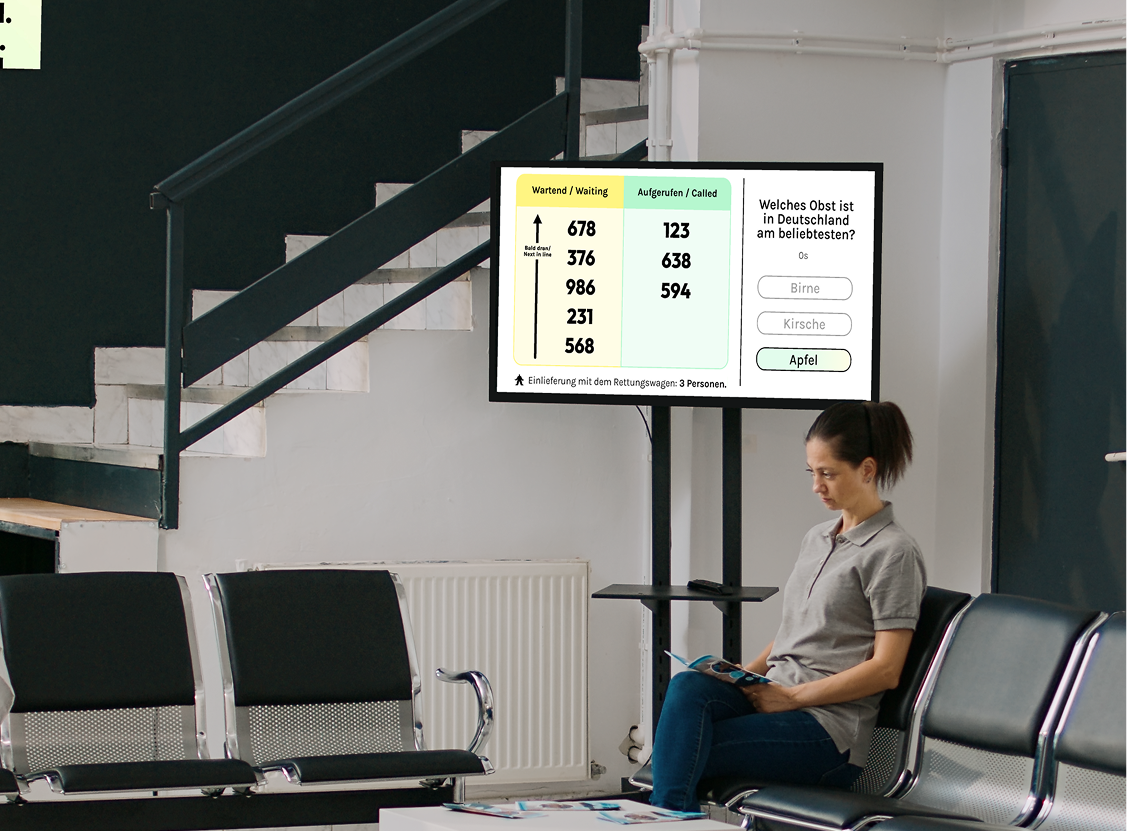 Wartend / Waiting
Aufgerufen / Called
Bald dran/
Next in line
678
376
986
231
568
123
638
594
Einlieferung mit dem Rettungswagen: 3 Personen.
Welches Obst ist
in Deutschland
am beliebtesten?
0s
Birne
Kirsche
Apfel